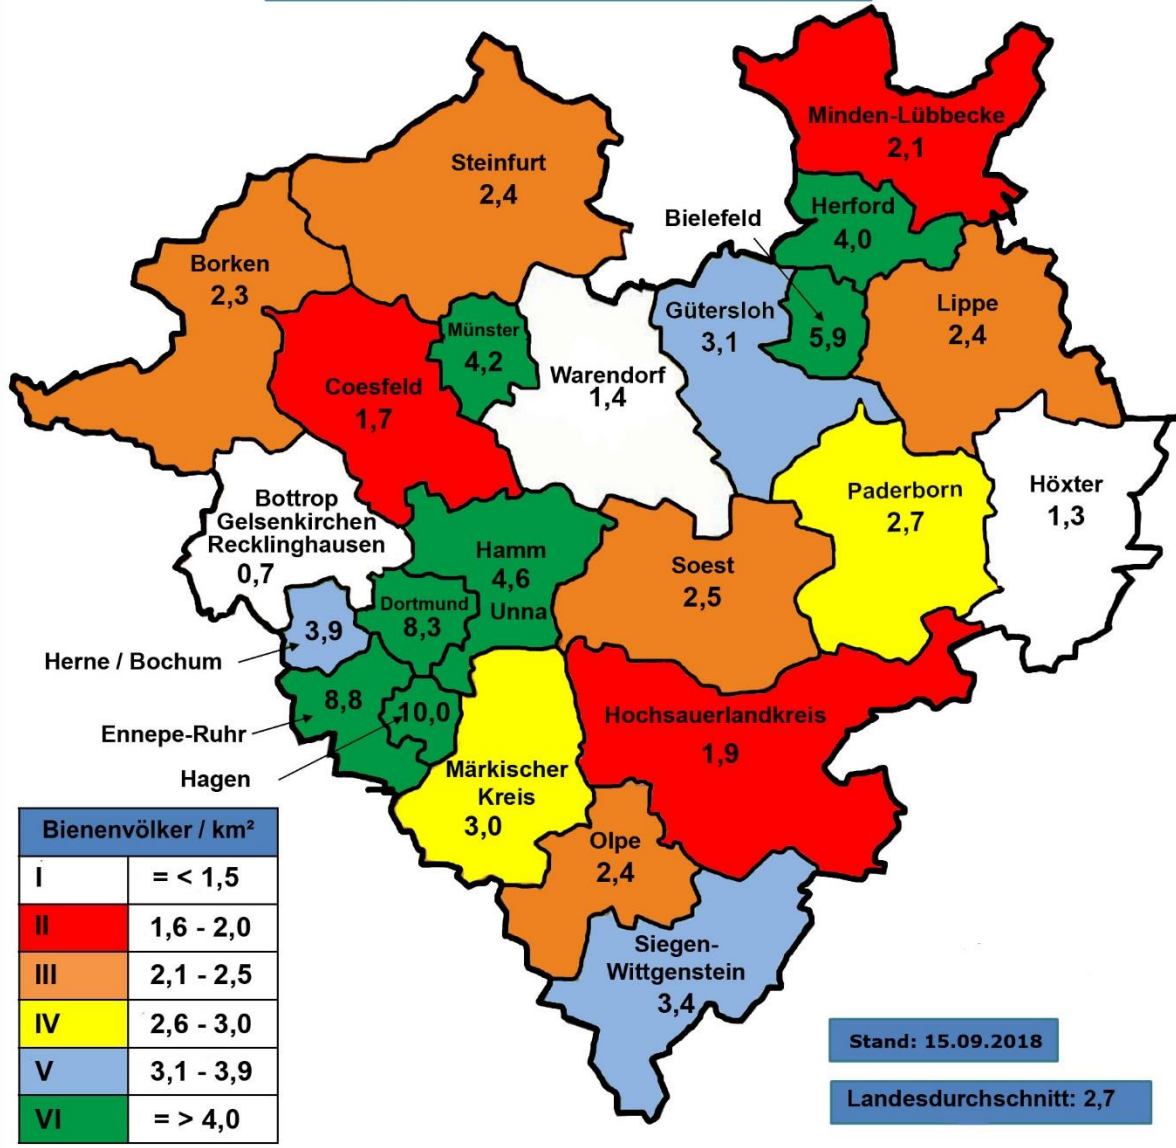 Minden-Lübbecke
2,1
Steinfurt
2,4
Bielefeld
Herford
4,0
Borken
2,3
Gütersloh
3,1
Lippe
2,4
Münster
4,2
5,9
Coesfeld
1,7
Warendorf
1,4
Bottrop
Gelsenkirchen
Recklinghausen
0,7
Paderborn
2,7
Höxter
1,3
Hamm
4,6
Unna
Soest
2,5
Dortmund
8,3
3,9
Herne / Bochum
8,8
10,0
Ennepe-Ruhr
Hagen
Hochsauerlandkreis
1,9
Märkischer
Kreis
3,0
Olpe
2,4
Siegen-
Wittgenstein
3,4
Bienenvölker / km²
I = < 1,5
II 1,6 - 2,0
III 2,1 - 2,5
IV 2,6 - 3,0
V 3,1 - 3,9
VI = > 4,0
Stand: 15.09.2018
Landesdurchschnitt: 2,7